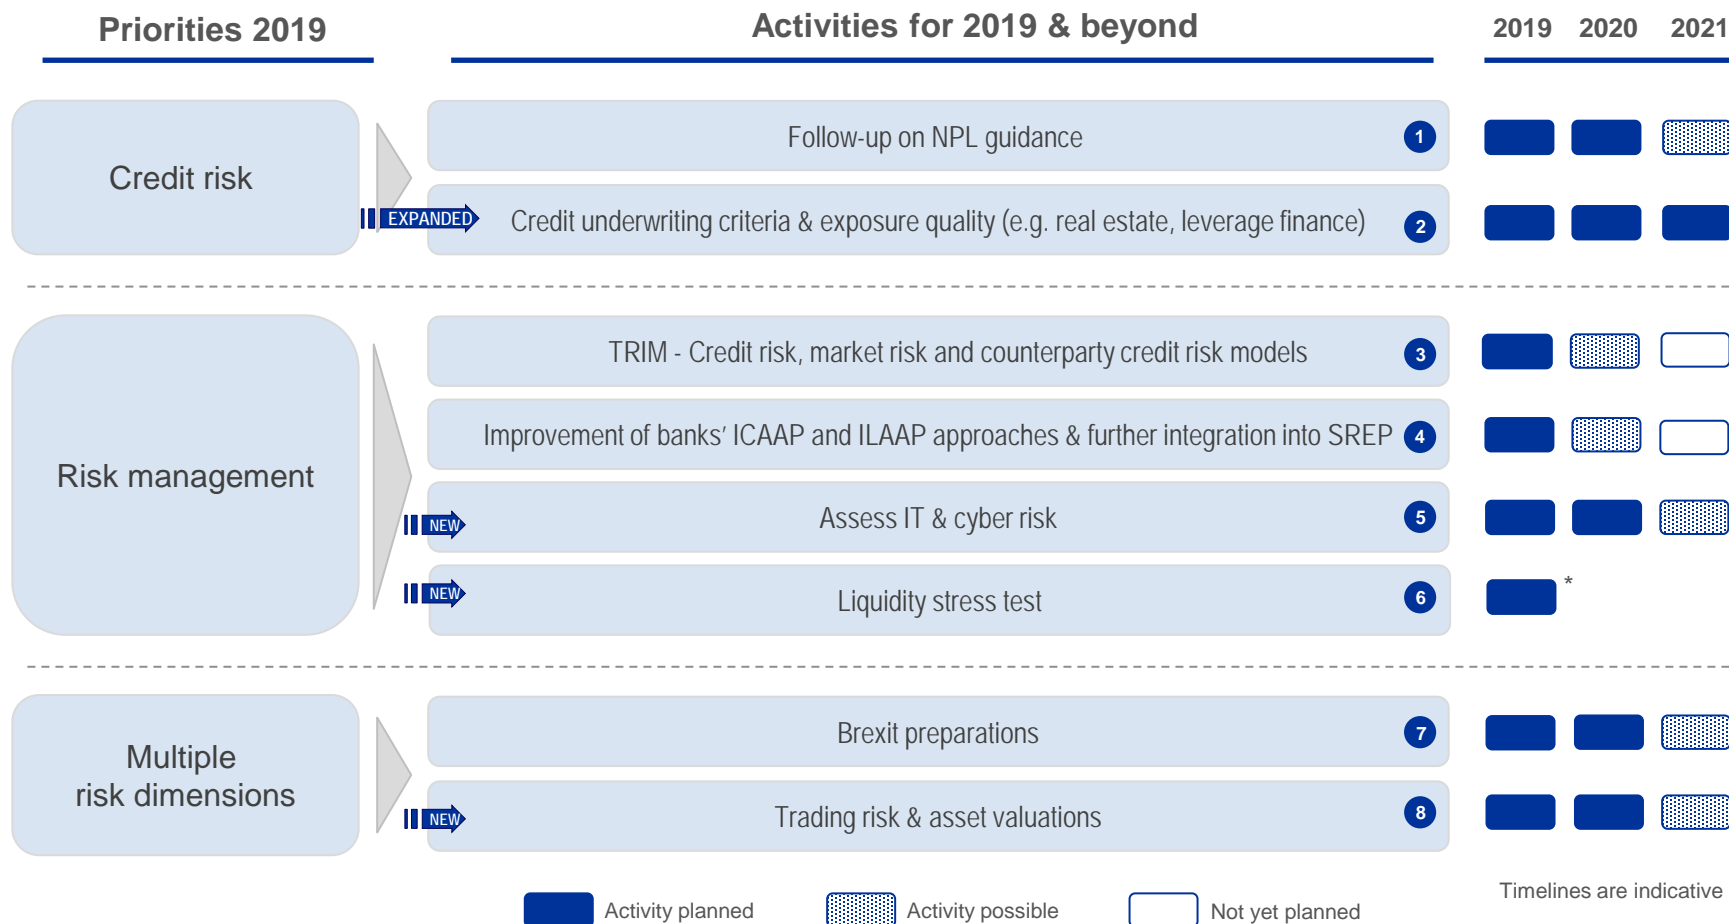 Priorities 2019
Activities for 2019 & beyond
2019 2020 2021
Credit risk
Follow-up on NPL guidance 1
EXPANDED
Credit underwriting criteria & exposure quality (e.g. real estate, leverage finance) 2
Risk management
TRIM - Credit risk, market risk and counterparty credit risk models 3
Improvement of banks’ ICAAP and ILAAP approaches & further integration into SREP 4
NEW
Assess IT & cyber risk 5
NEW
Liquidity stress test 6
*
Multiple
risk dimensions
Brexit preparations 7
NEW
Trading risk & asset valuations 8
Activity planned
Activity possible
Not yet planned
Timelines are indicative